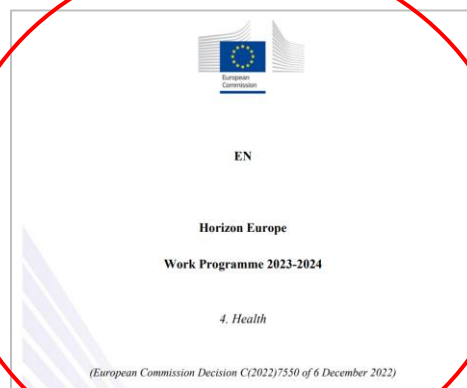 European
Commission
EN
Horizon Europe
Work Programme 2023-2024
4. Health
(European Commission Decision C(2022)7550 of 6 December 2022)